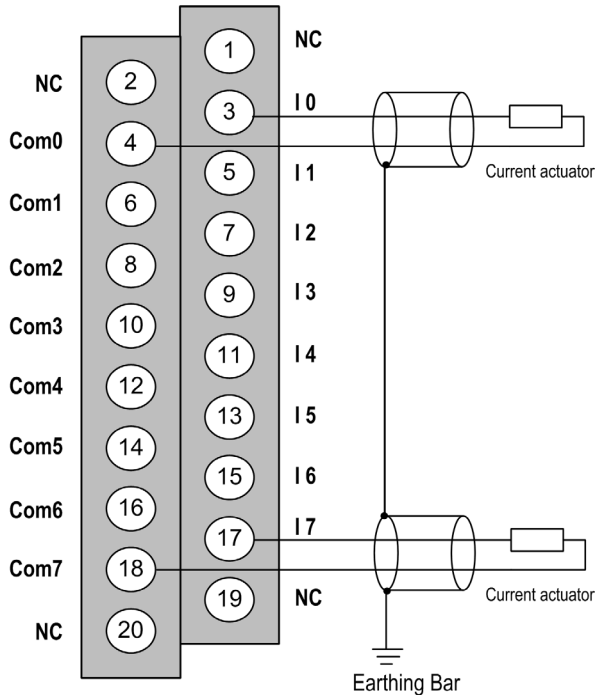 1
NC
NC
2
3
I 0
Com0
4
5
I 1
Current actuator
Com1
6
7
I 2
Com2
8
9
I 3
Com3
10
11
I 4
Com4
12
13
I 5
Com5
14
15
I 6
Com6
16
17
I 7
Com7
18
19
NC
Current actuator
NC
20
Earthing Bar